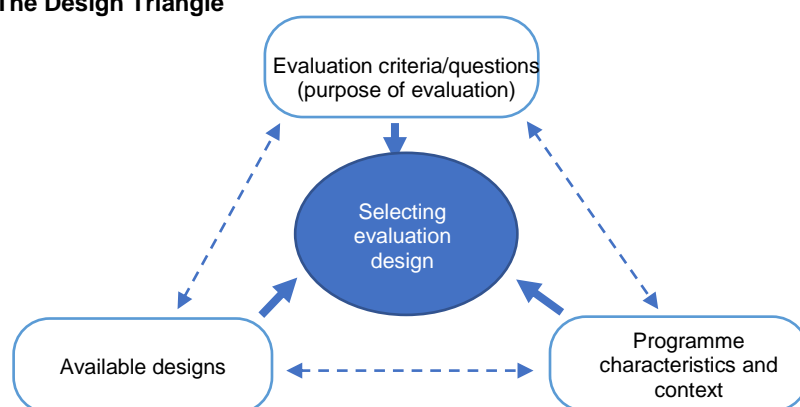 The Design Triangle
Evaluation criteria/questions
(purpose of evaluation)
Selecting
evaluation
design
Available designs
Programme
characteristics and
context